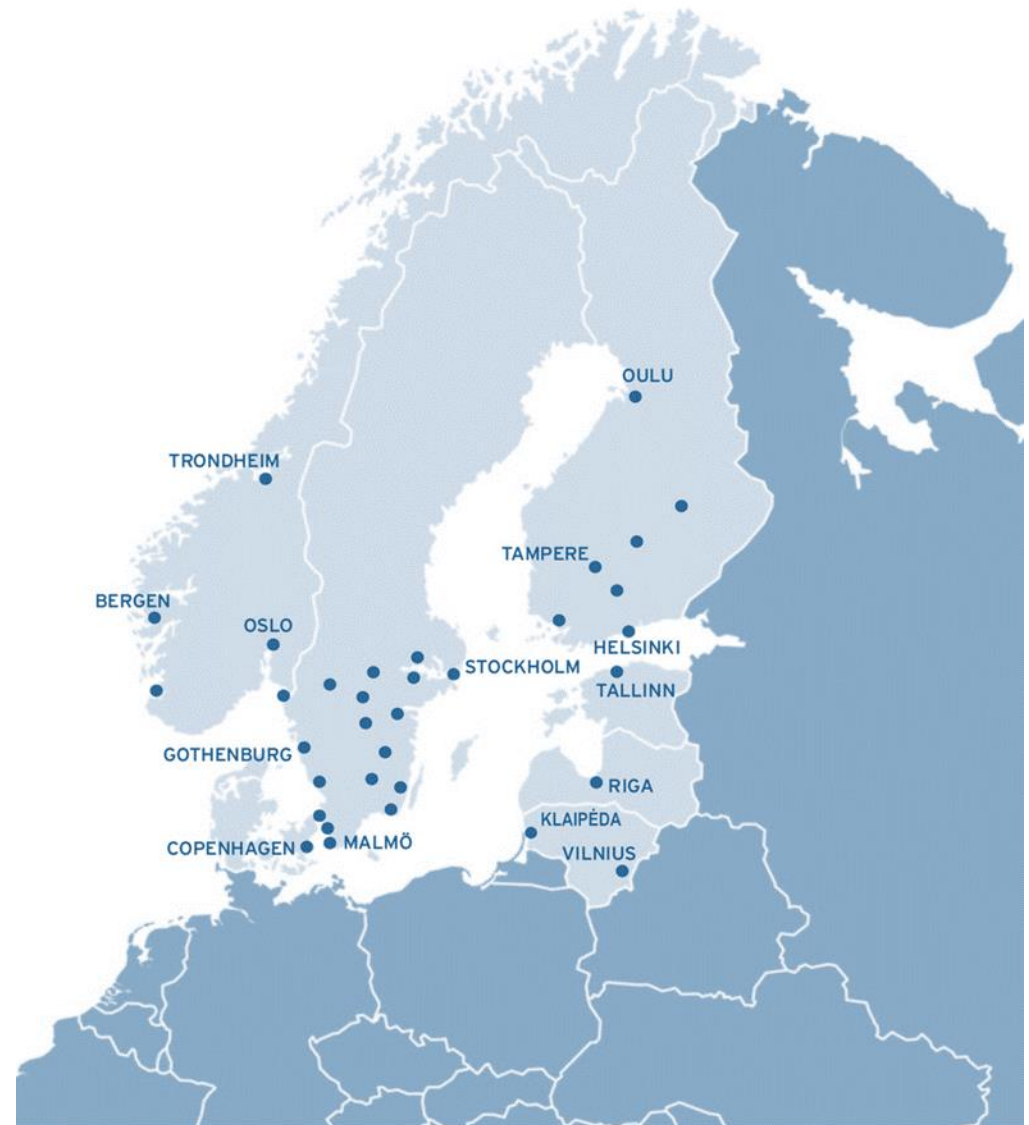 OULU
TRONDHEIM
TAMPERE
BERGEN
OSLO
HELSINKI
STOCKHOLM
TALLINN
GOTHENBURG
RIGA
KLAIPĖDA
MALMÖ
COPENHAGEN
VILNIUS